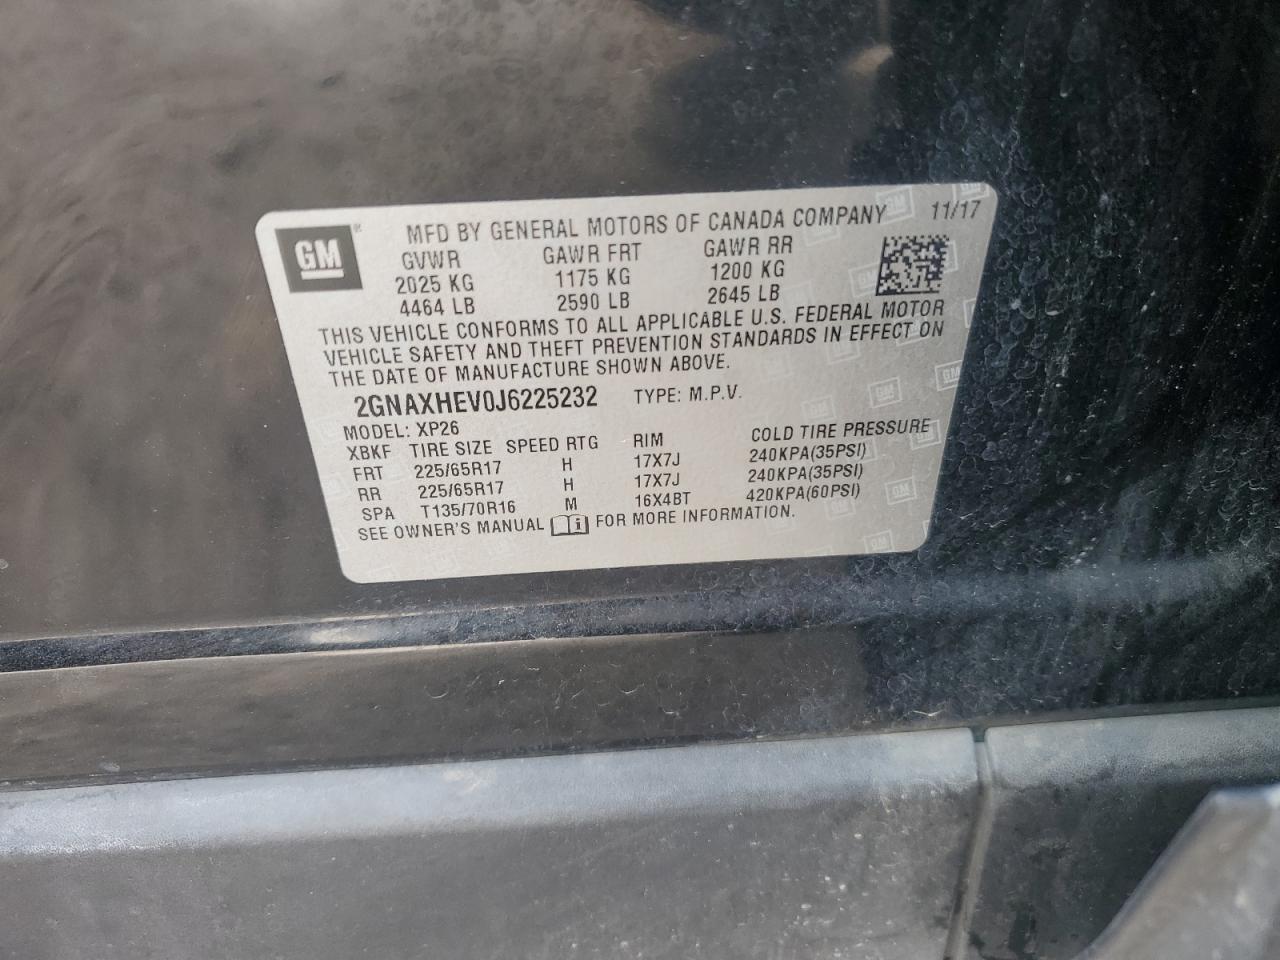 GM ® MFD BY GENERAL MOTORS OF CANADA COMPANY 11/17
GVWR GAWR FRT GAWR RR
2025 KG 1175 KG 1200 KG
4464 LB 2590 LB 2645 LB
THIS VEHICLE CONFORMS TO ALL APPLICABLE U.S. FEDERAL MOTOR
VEHICLE SAFETY AND THEFT PREVENTION STANDARDS IN EFFECT ON
THE DATE OF MANUFACTURE SHOWN ABOVE.
2GNAXHEV0J6225232 TYPE: M.P.V.
MODEL: XP26
XBKF TIRE SIZE SPEED RTG RIM COLD TIRE PRESSURE
FRT 225/65R17 H 17X7J 240KPA(35PSI)
RR 225/65R17 H 17X7J 240KPA(35PSI)
SPA T135/70R16 M 16X4BT 420KPA(60PSI)
SEE OWNER'S MANUAL i FOR MORE INFORMATION.